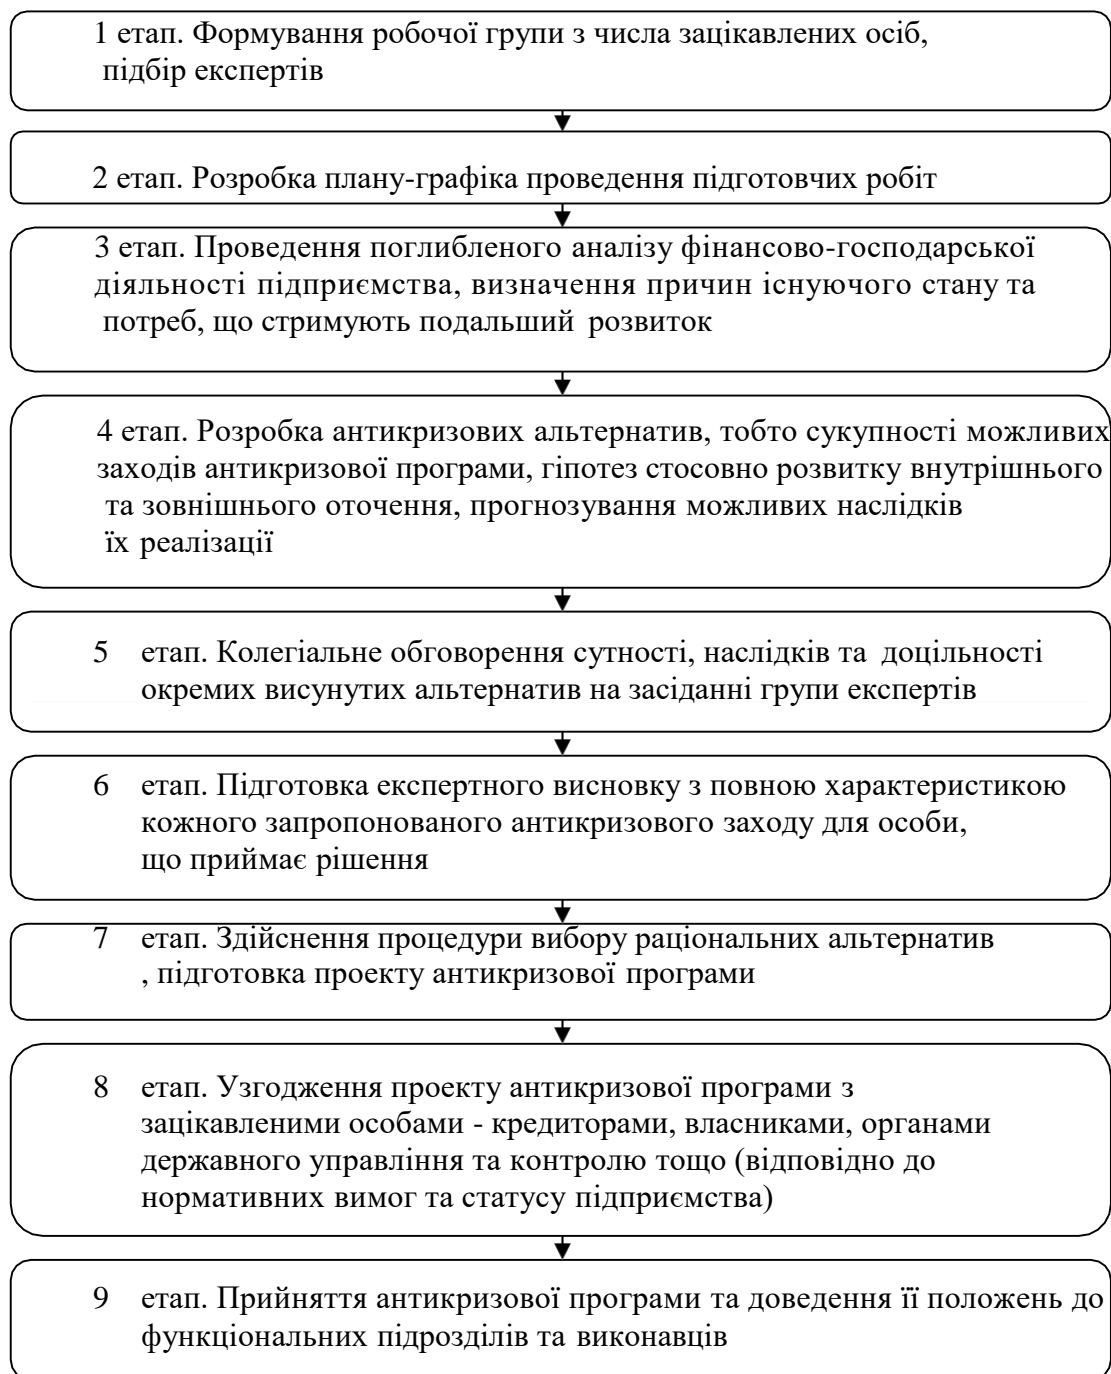 1 етап. Формування робочої групи з числа зацікавлених осіб,
підбір експертів
2 етап. Розробка плану-графіка проведення підготовчих робіт
3 етап. Проведення поглибленого аналізу фінансово-господарської
діяльності підприємства, визначення причин існуючого стану та
потреб, що стримують подальший розвиток
4 етап. Розробка антикризових альтернатив, тобто сукупності можливих
заходів антикризової програми, гіпотез стосовно розвитку внутрішнього
та зовнішнього оточення, прогнозування можливих наслідків
їх реалізації
5 етап. Колегіальне обговорення сутності, наслідків та доцільності
окремих висунутих альтернатив на засіданні групи експертів
6 етап. Підготовка експертного висновку з повною характеристикою
кожного запропонованого антикризового заходу для особи,
що приймає рішення
7 етап. Здійснення процедури вибору раціональних альтернатив
, підготовка проекту антикризової програми
8 етап. Узгодження проекту антикризової програми з
зацікавленими особами - кредиторами, власниками, органами
державного управління та контролю тощо (відповідно до
нормативних вимог та статусу підприємства)
9 етап. Прийняття антикризової програми та доведення її положень до
функціональних підрозділів та виконавців